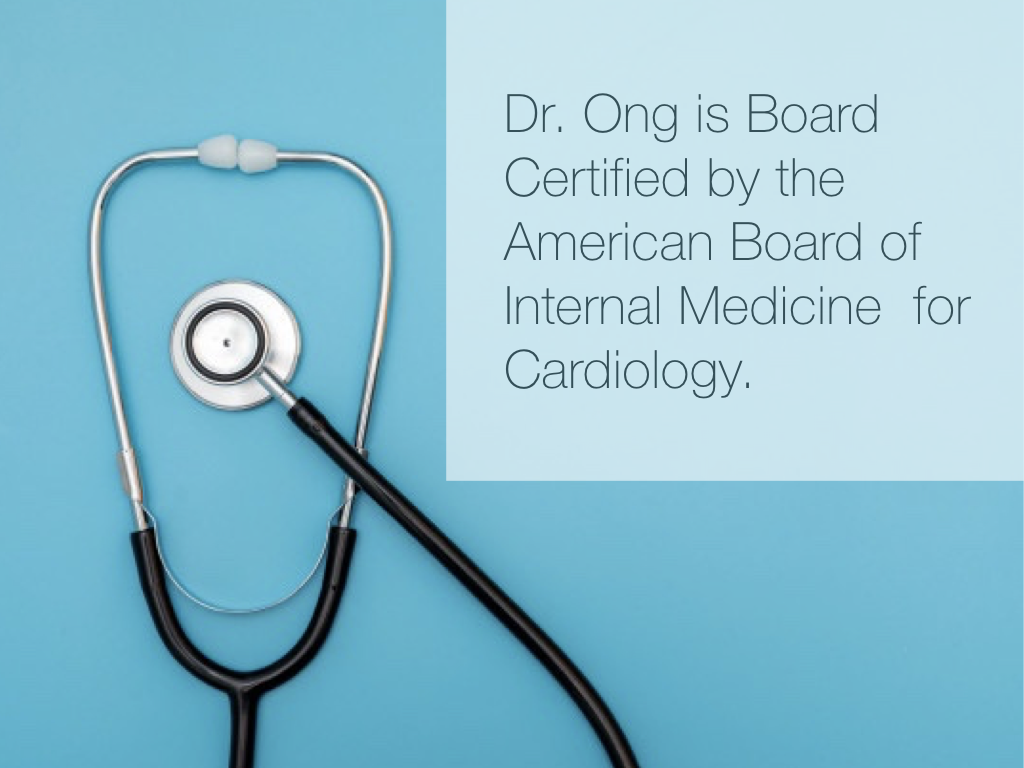 Dr. Ong is Board
Certified by the
American Board of
Internal Medicine  for
Cardiology.